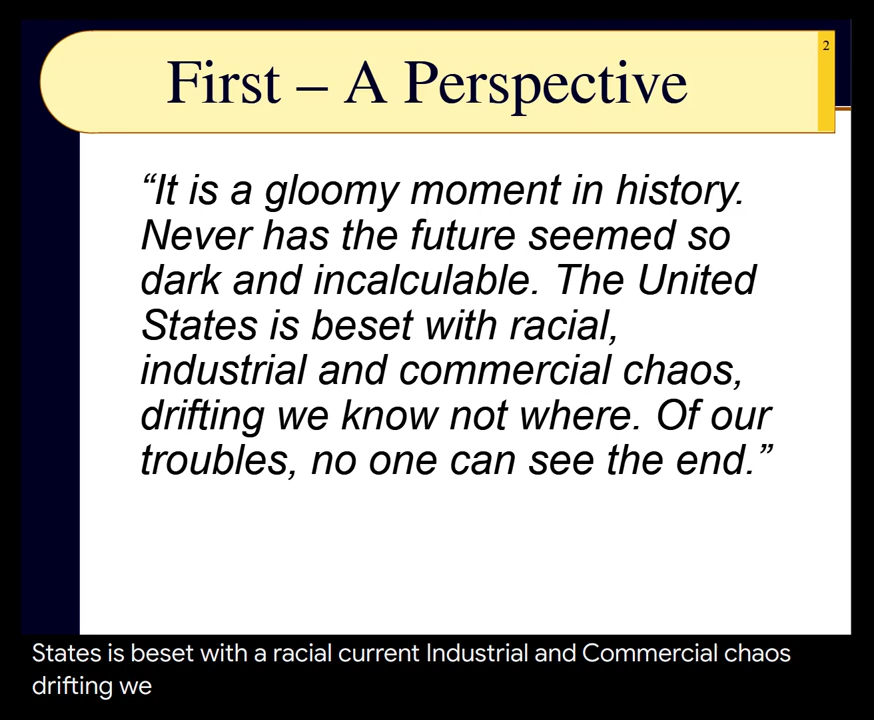 First – A Perspective
2
“It is a gloomy moment in history.
Never has the future seemed so
dark and incalculable. The United
States is beset with racial,
industrial and commercial chaos,
drifting we know not where. Of our
troubles, no one can see the end.”
States is beset with a racial current Industrial and Commercial chaos
drifting we